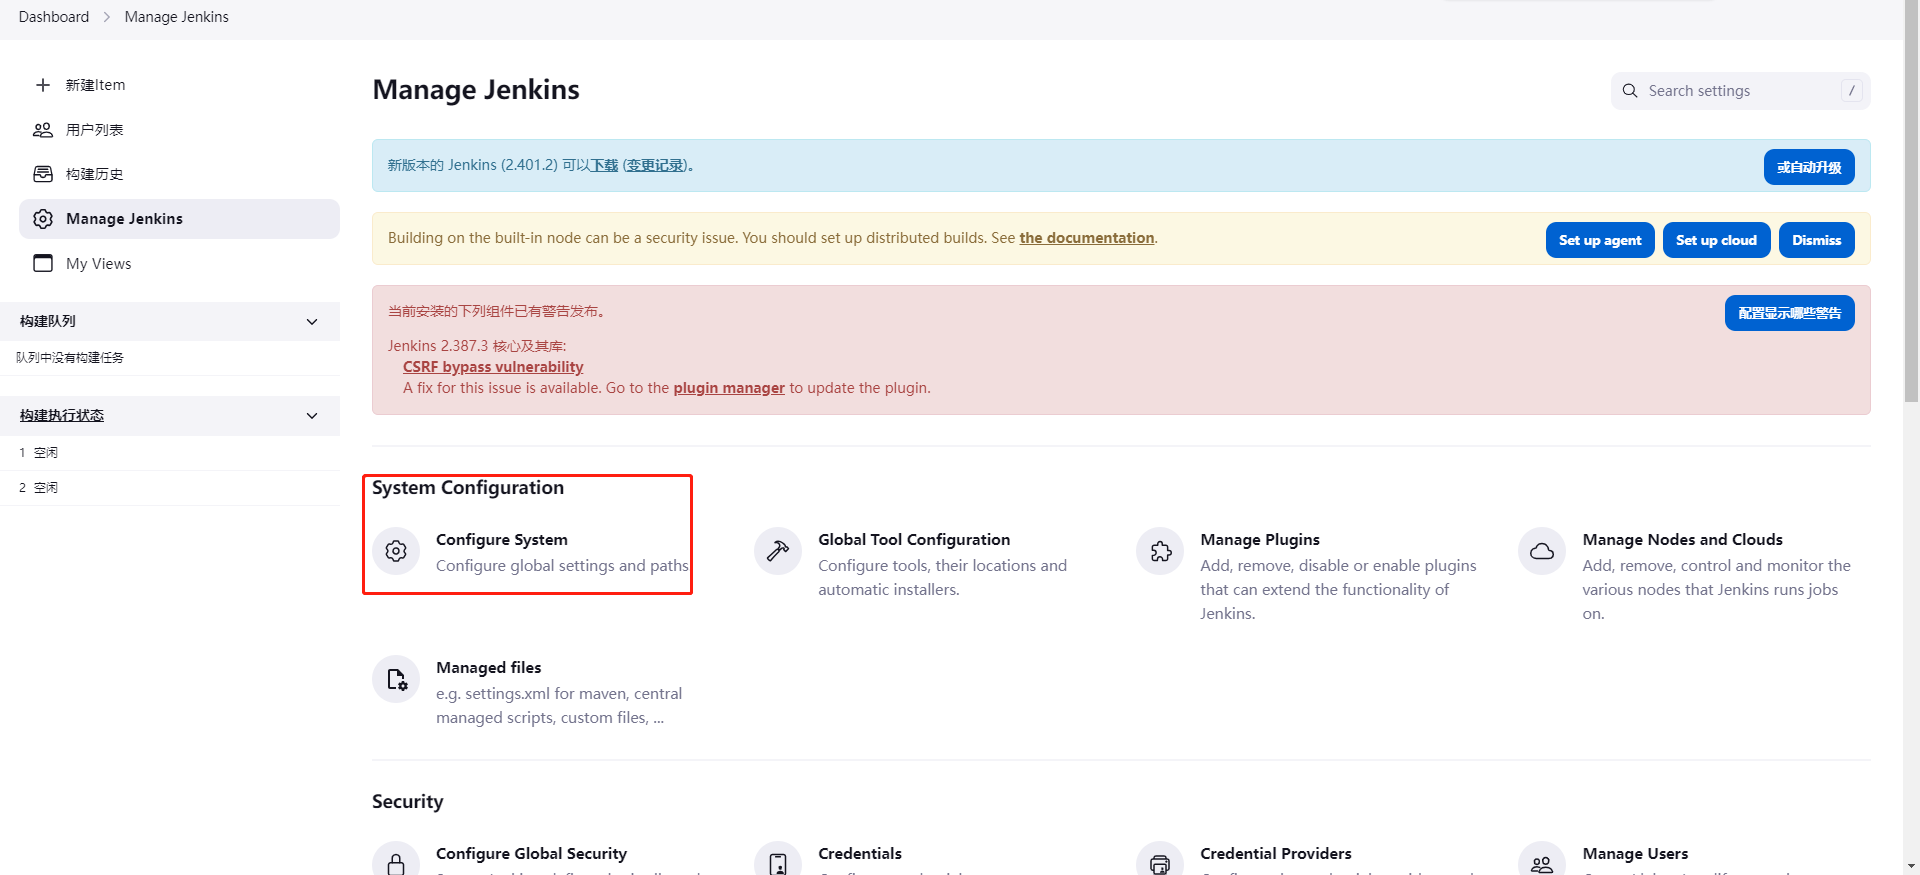 Dashboard > Manage Jenkins
新建Item
用户列表
构建历史
Manage Jenkins
My Views
构建队列
队列中没有构建任务
构建执行状态
1 空闲
2 空闲
Manage Jenkins
Search settings /
新版本的 Jenkins (2.401.2) 可以下载 (变更记录)。
或自动升级
Building on the built-in node can be a security issue. You should set up distributed builds. See the documentation.
Set up agent
Set up cloud
Dismiss
当前安装的下列组件已有警告发布。
配置显示哪些警告
Jenkins 2.387.3 核心及其库:
CSRF bypass vulnerability
A fix for this issue is available. Go to the plugin manager to update the plugin.
System Configuration
Configure System
Configure global settings and paths
Global Tool Configuration
Configure tools, their locations and
automatic installers.
Manage Plugins
Add, remove, disable or enable plugins
that can extend the functionality of
Jenkins.
Manage Nodes and Clouds
Add, remove, control and monitor the
various nodes that Jenkins runs jobs
on.
Managed files
e.g. settings.xml for maven, central
managed scripts, custom files, ...
Security
Configure Global Security
Credentials
Credential Providers
Manage Users